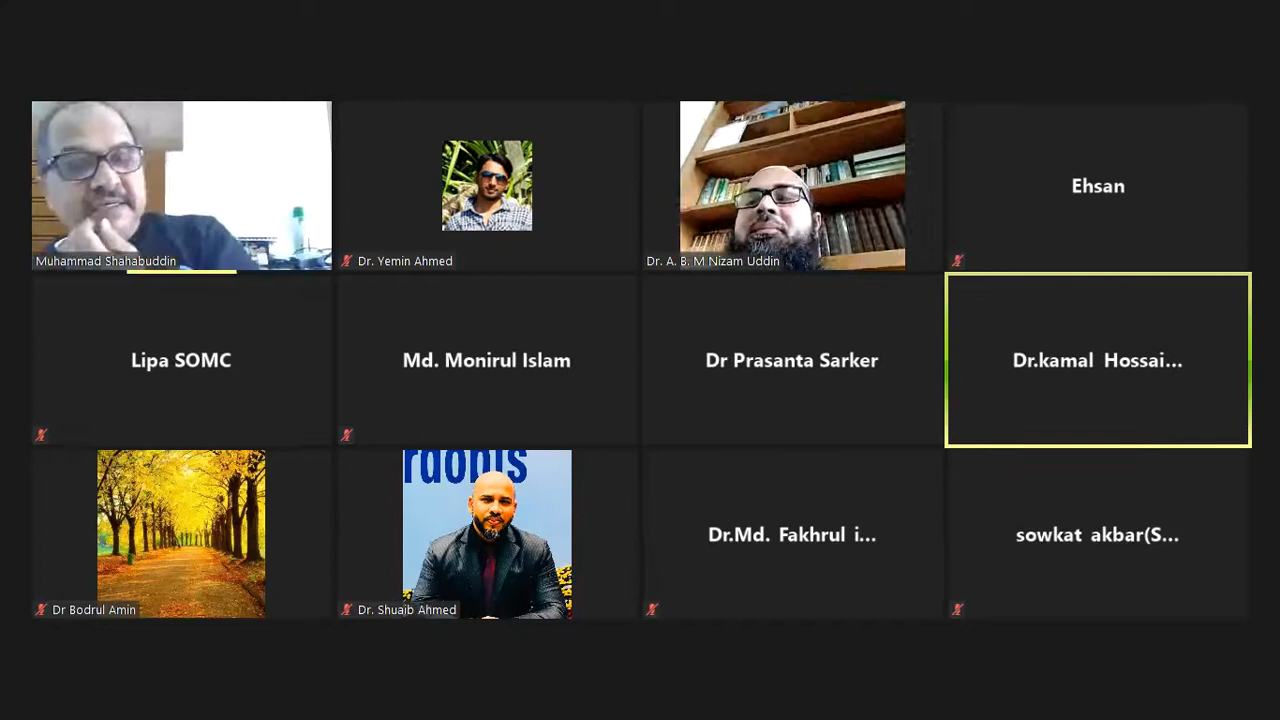 Muhammad Shahabuddin
Dr. Yemin Ahmed
Dr. A. B. M Nizam Uddin
Ehsan
Lipa SOMC
Md. Monirul Islam
Dr Prasanta Sarker
Dr.kamal Hossai...
Dr Bodrul Amin
Dr. Shuaib Ahmed
Dr.Md. Fakhrul i...
sowkat akbar(S...